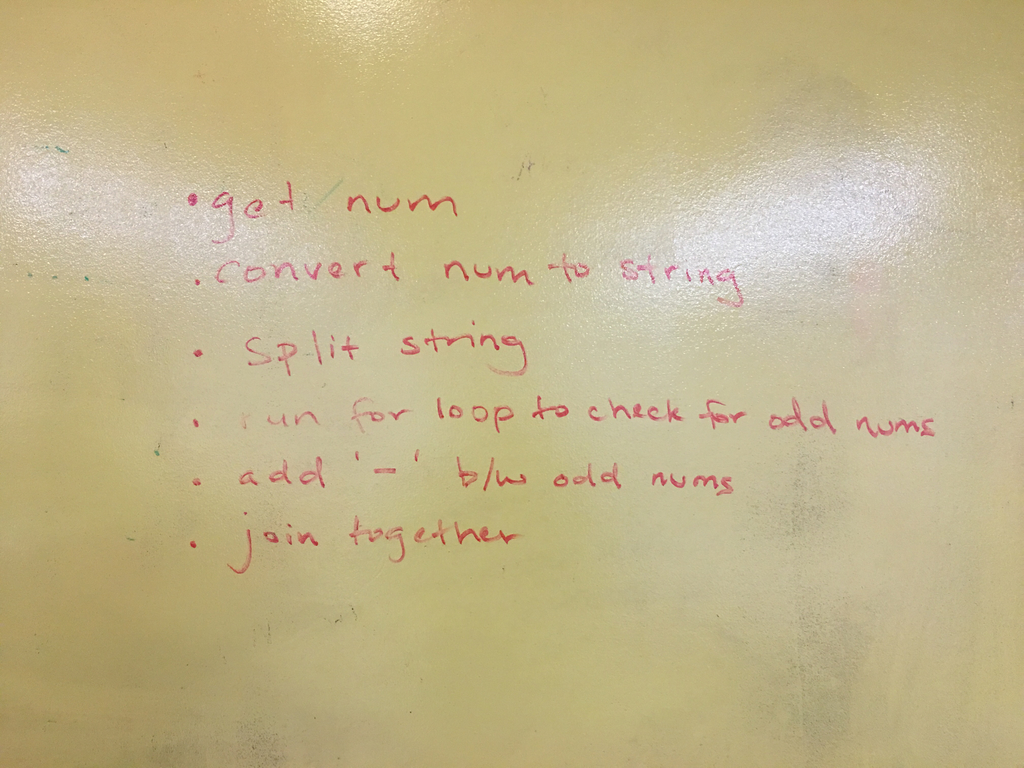 • get num
• convert num to string
• split string
• run for loop to check for odd nums
• add '-' b/w odd nums
• join together